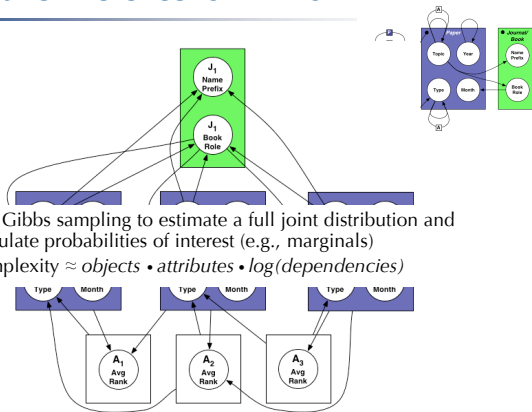 A
Paper
Journal/
Book
Topic
Year
Name
Prefix
Type
Month
Book
Role
A
J1
Name
Prefix
J1
Book
Role
Gibbs sampling to estimate a full joint distribution and
ulate probabilities of interest (e.g., marginals)
mplexity ≈ objects • attributes • log(dependencies)
Type
Month
Type
Month
Type
Month
A1
Avg
Rank
A2
Avg
Rank
A3
Avg
Rank